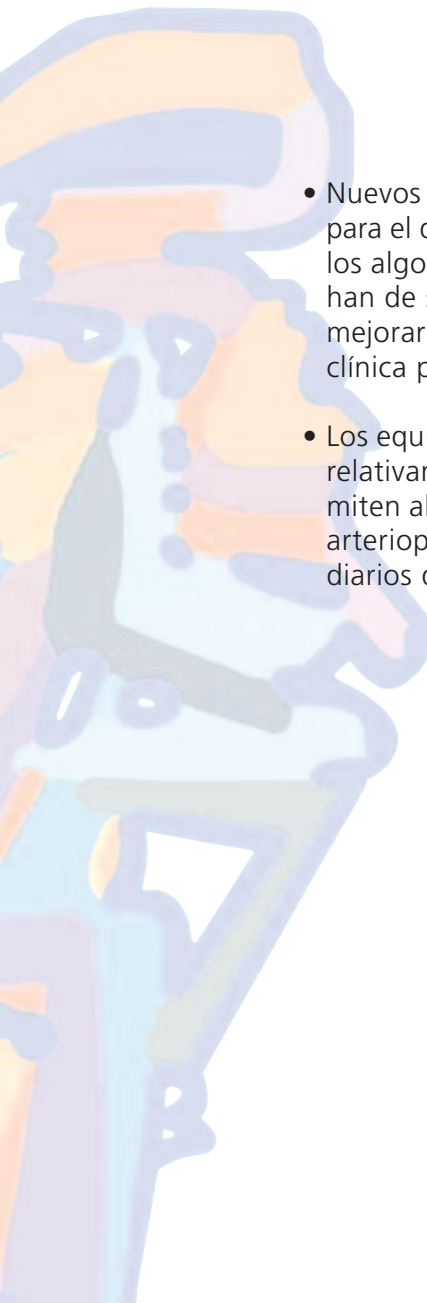 • Nuevos
para el
los algo
han de
mejorar
clínica
• Los equ
relativar
miten al
arteriop
diarios